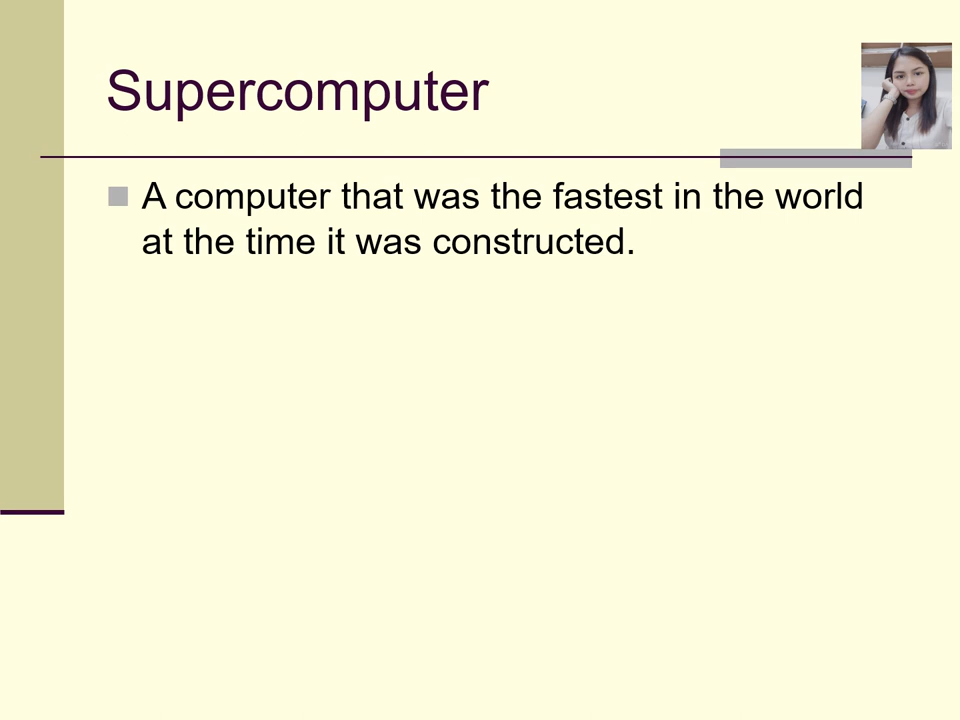 Supercomputer
A computer that was the fastest in the world
at the time it was constructed.